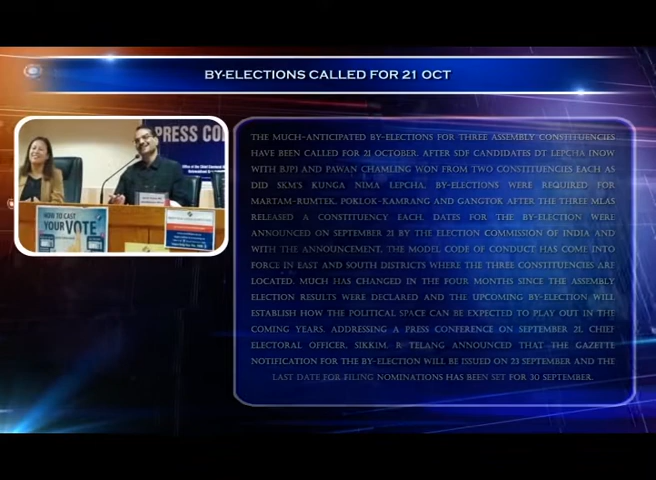 BY-ELECTIONS CALLED FOR 21 OCT
PRESS CON
HOW TO CAST
YOUR VOTE
THE MUCH-ANTICIPATED BY-ELECTIONS FOR THREE ASSEMBLY CONSTITUENCIES
HAVE BEEN CALLED FOR 21 OCTOBER. AFTER SDF CANDIDATES DT LEPCHA (NOW
WITH BJP) AND PAWAN CHAMLING WON FROM TWO CONSTITUENCIES EACH AS
DID SKM'S KUNGA NIMA LEPCHA, BY-ELECTIONS WERE REQUIRED FOR
MARTAM-RUMTEK, POKLOK-KAMRANG AND GANGTOK AFTER THE THREE MLAS
RELEASED A CONSTITUENCY EACH. DATES FOR THE BY-ELECTION WERE
ANNOUNCED ON SEPTEMBER 21 BY THE ELECTION COMMISSION OF INDIA AND
WITH THE ANNOUNCEMENT, THE MODEL CODE OF CONDUCT HAS COME INTO
FORCE IN EAST AND SOUTH DISTRICTS WHERE THE THREE CONSTITUENCIES ARE
LOCATED. MUCH HAS CHANGED IN THE FOUR MONTHS SINCE THE ASSEMBLY
ELECTION RESULTS WERE DECLARED AND THE UPCOMING BY-ELECTION WILL
ESTABLISH HOW THE POLITICAL SPACE CAN BE EXPECTED TO PLAY OUT IN THE
COMING YEARS. ADDRESSING A PRESS CONFERENCE ON SEPTEMBER 21, CHIEF
ELECTORAL OFFICER, SIKKIM, R TELANG ANNOUNCED THAT THE GAZETTE
NOTIFICATION FOR THE BY-ELECTION WILL BE ISSUED ON 23 SEPTEMBER AND THE
LAST DATE FOR FILING NOMINATIONS HAS BEEN SET FOR 30 SEPTEMBER.